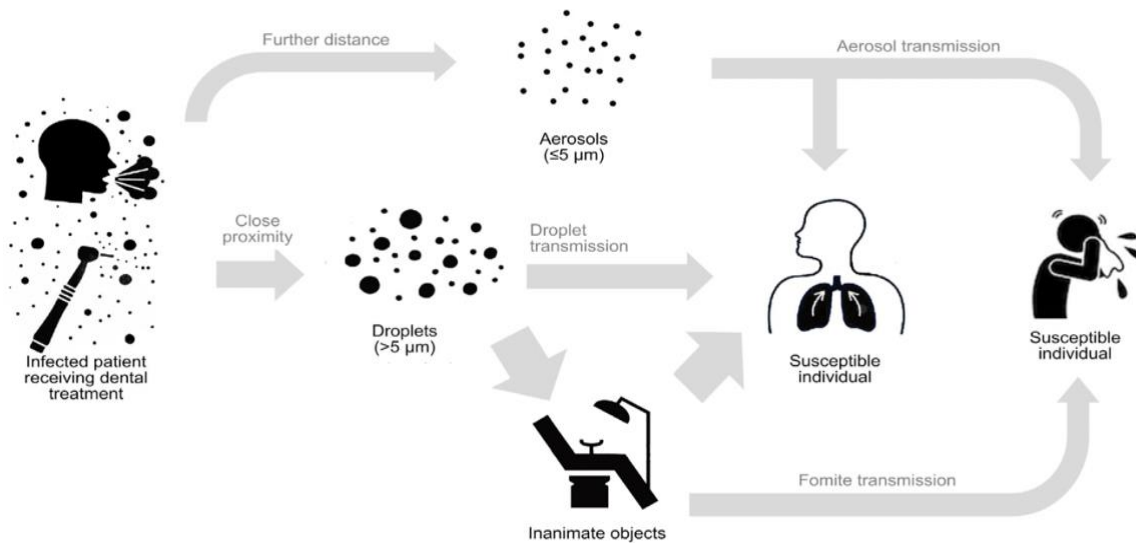 Further distance
Aerosol transmission
Aerosols
(≤5 μm)
Close
proximity
Droplet
transmission
Droplets
(>5 μm)
Infected patient
receiving dental
treatment
Susceptible
individual
Susceptible
individual
Fomite transmission
Inanimate objects